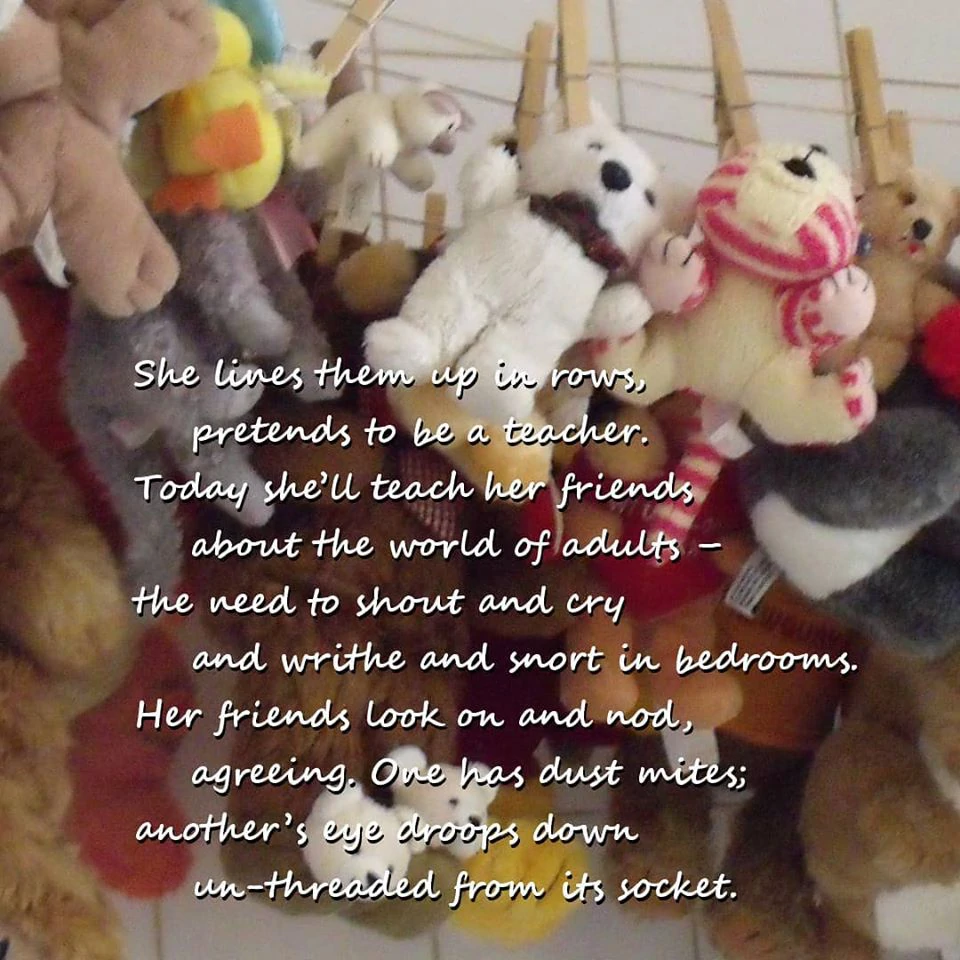 She lines them up in rows,
pretends to be a teacher.
Today she'll teach her friends
about the world of adults –
the need to shout and cry
and writhe and snort in bedrooms.
Her friends look on and nod,
agreeing. One has dust mites;
another's eye droops down
un-threaded from its socket.